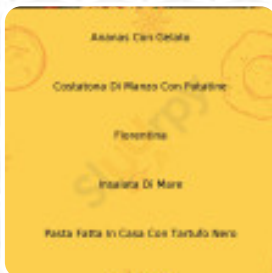 Ananas Con Gelato
Costatona Di Manzo Con Patatine
Fiorentina
Insalata Di Mare
Pasta Fatta In Casa Con Tartufo Nero